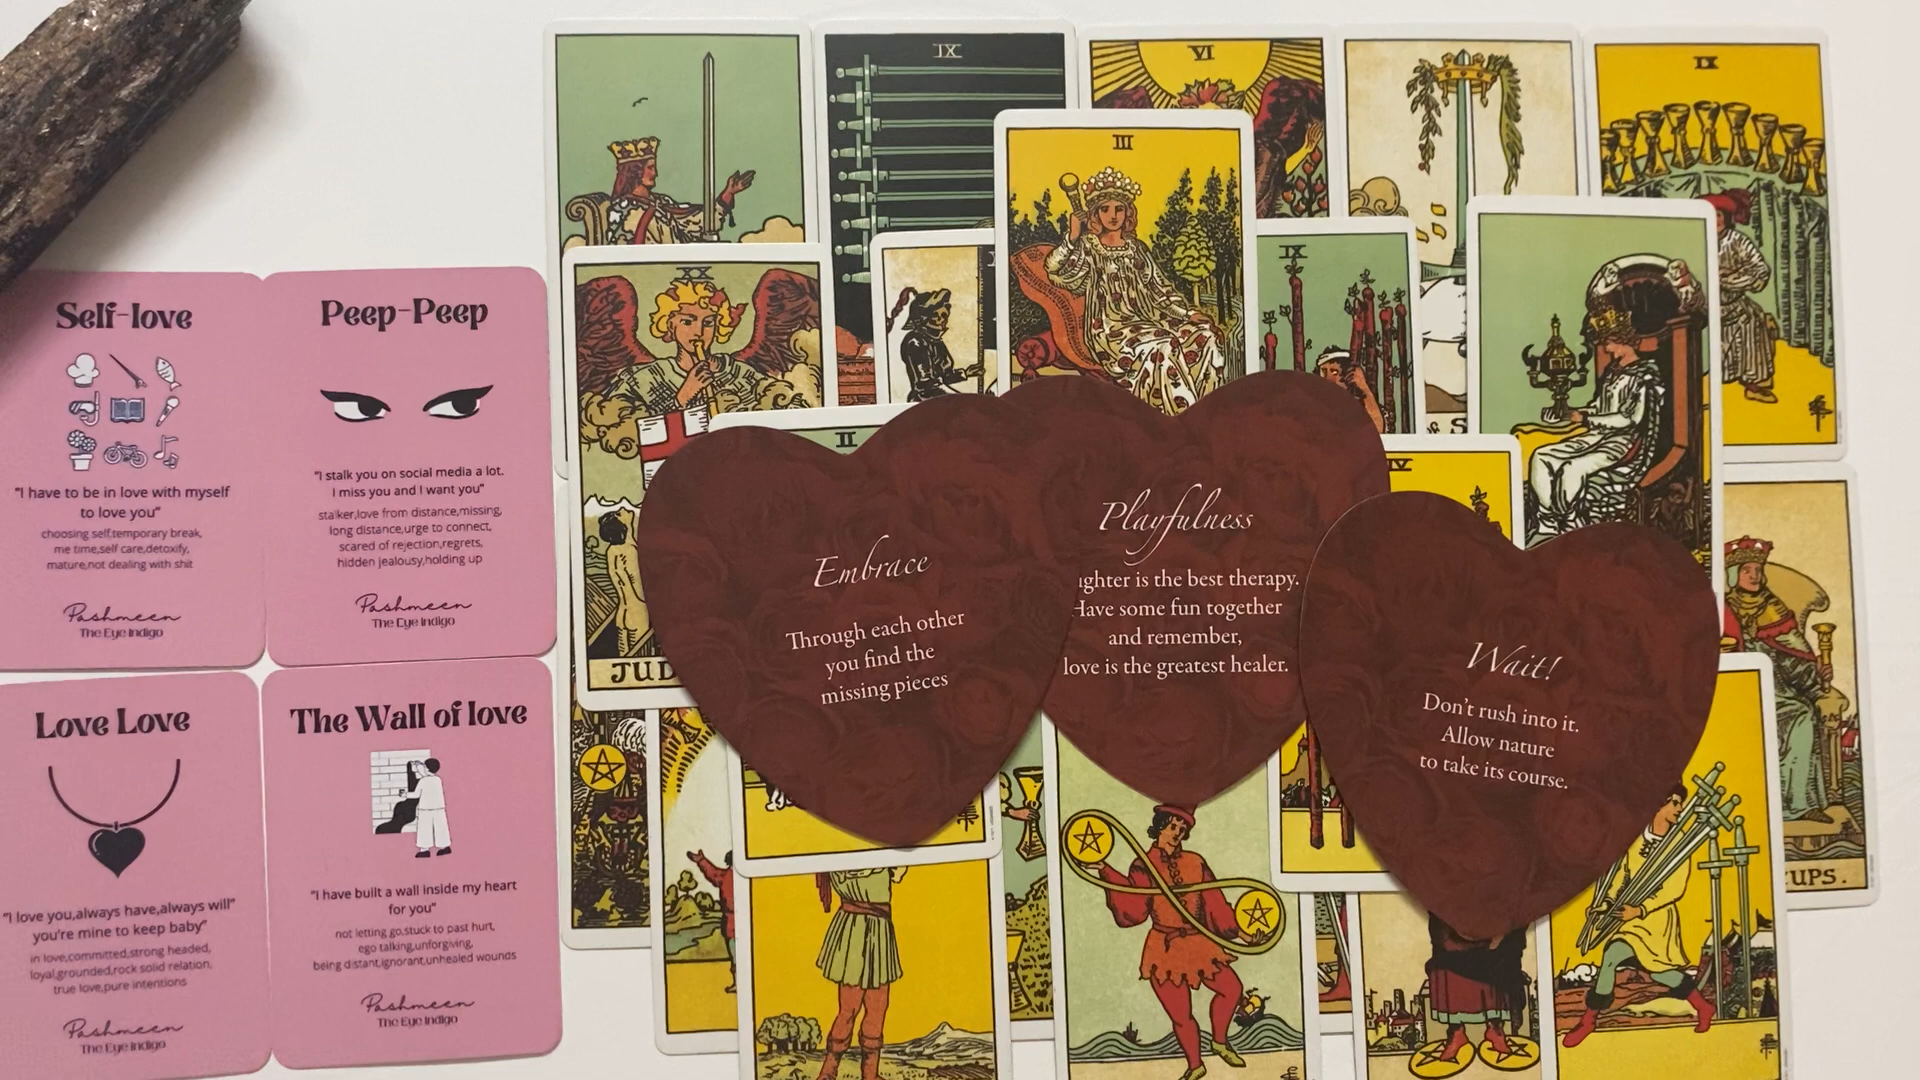 Self-love
"I have to be in love with myself
to love you"
choosing self,temporary break,
me time,self care,detoxify,
mature,not dealing with shit
Pashmeen
The Eye Indigo
Peep-Peep
"I stalk you on social media a lot.
I miss you and I want you"
stalker,love from distance,missing,
long distance,urge to connect,
scared of rejection,regrets,
hidden jealousy,holding up
Pashmeen
The Eye Indigo
Love Love
"I love you,always have,always will"
you're mine to keep baby"
in love,committed,strong headed,
loyal,grounded,rock solid relation,
true love,pure intentions
Pashmeen
The Eye Indigo
The Wall of love
"I have built a wall inside my heart
for you"
not letting go,stuck to past hurt,
ego talking,unforgiving,
being distant,ignorant,unhealed wounds
Pashmeen
The Eye Indigo
IX
VI
IX
III
XX
IX
II
IV
JUD
CUPS.
Embrace
Through each other
you find the
missing pieces
Playfulness
ughter is the best therapy.
Have some fun together
and remember,
love is the greatest healer.
Wait!
Don't rush into it.
Allow nature
to take its course.